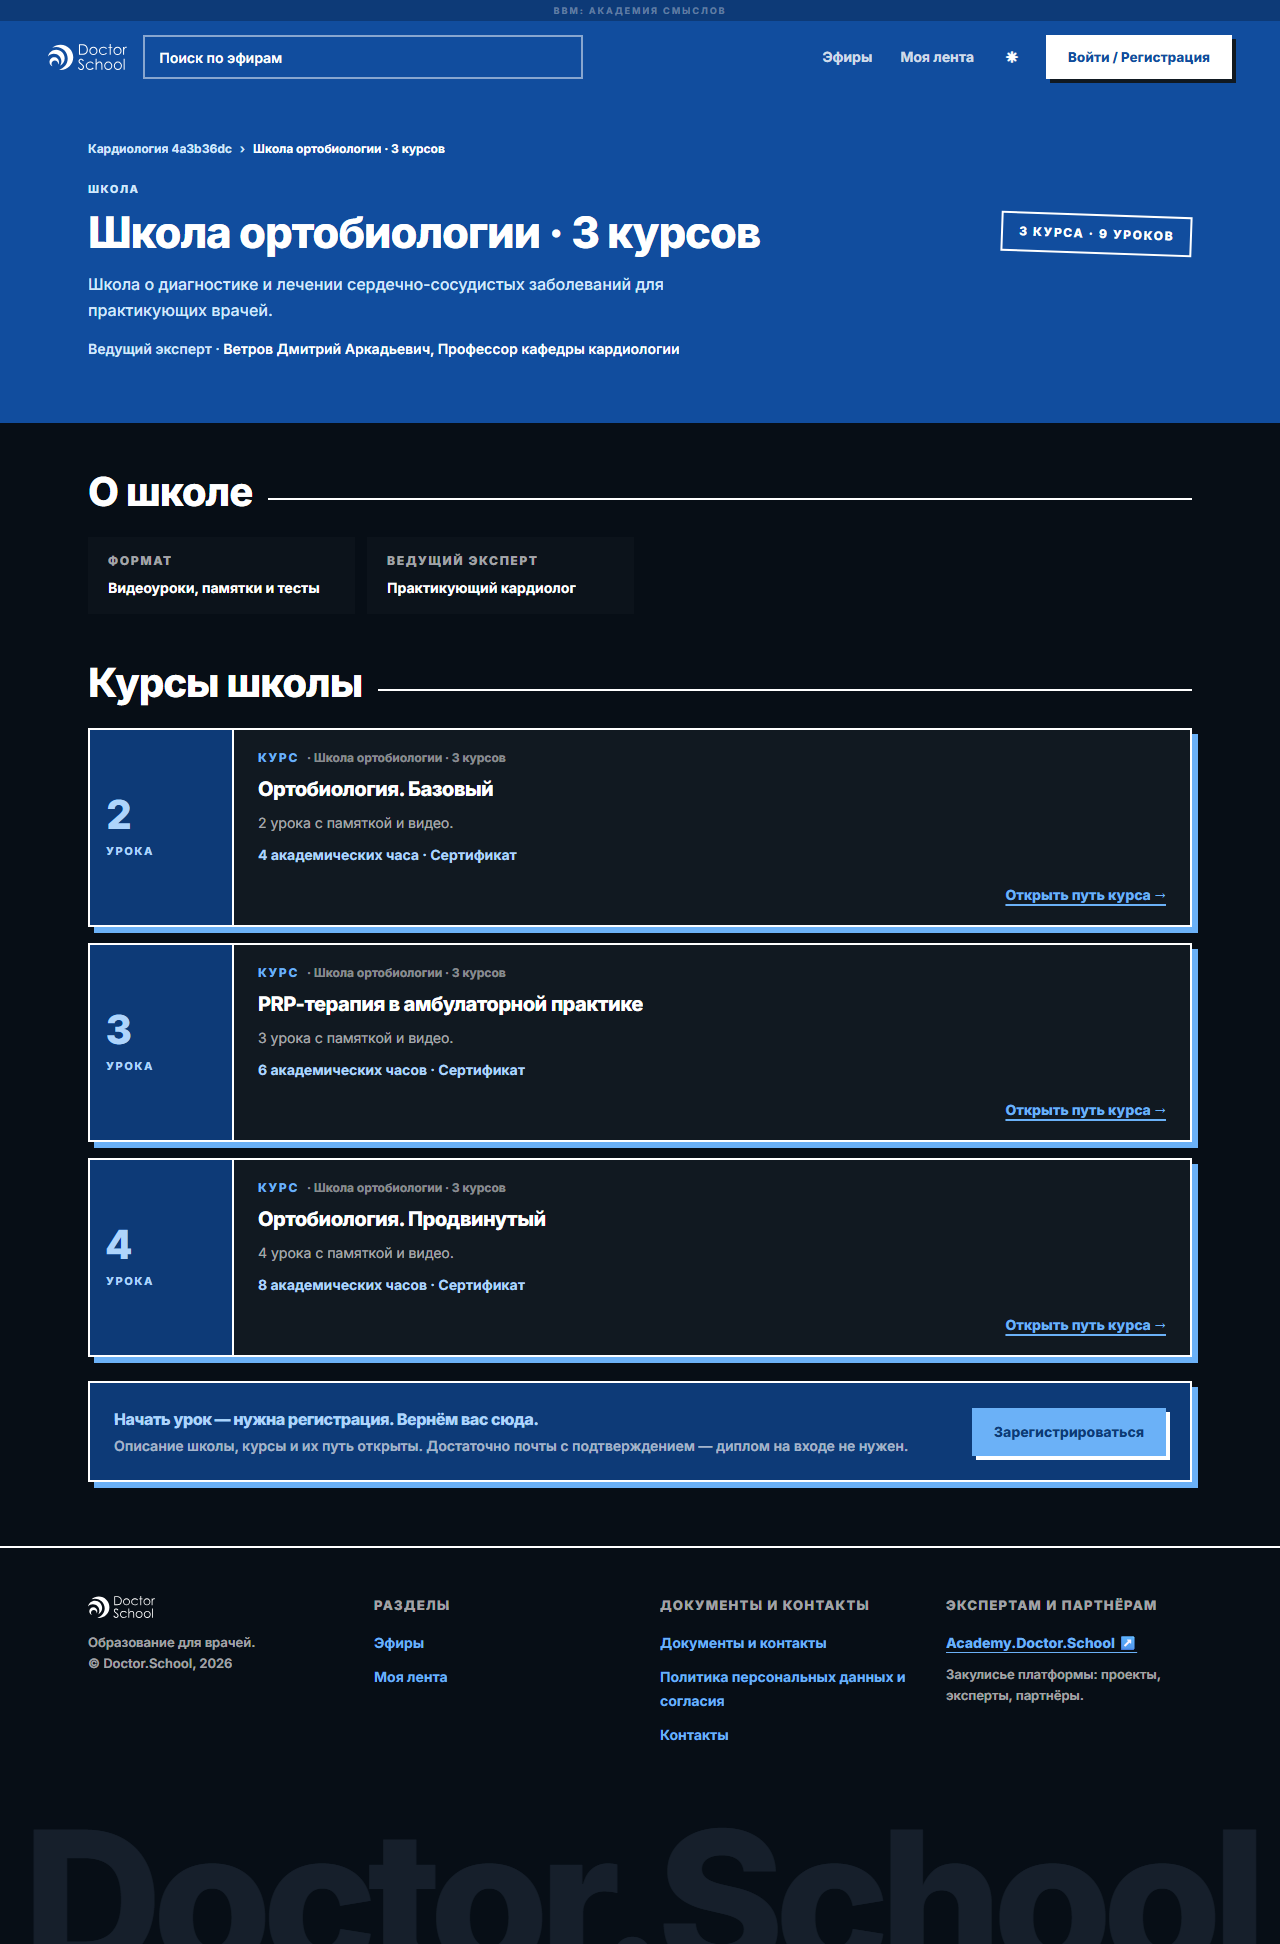 ВВМ: АКАДЕМИЯ СМЫСЛОВ
Doctor School
Поиск по эфирам
Эфиры
Моя лента
Войти / Регистрация
Кардиология 4a3b36dc › Школа ортобиологии · 3 курсов
ШКОЛА
Школа ортобиологии · 3 курсов
3 КУРСА · 9 УРОКОВ
Школа о диагностике и лечении сердечно-сосудистых заболеваний для
практикующих врачей.
Ведущий эксперт · Ветров Дмитрий Аркадьевич, Профессор кафедры кардиологии
О школе
ФОРМАТ
Видеоуроки, памятки и тесты
ВЕДУЩИЙ ЭКСПЕРТ
Практикующий кардиолог
Курсы школы
2
УРОКА
КУРС · Школа ортобиологии · 3 курсов
Ортобиология. Базовый
2 урока с памяткой и видео.
4 академических часа · Сертификат
Открыть путь курса →
3
УРОКА
КУРС · Школа ортобиологии · 3 курсов
PRP-терапия в амбулаторной практике
3 урока с памяткой и видео.
6 академических часов · Сертификат
Открыть путь курса →
4
УРОКА
КУРС · Школа ортобиологии · 3 курсов
Ортобиология. Продвинутый
4 урока с памяткой и видео.
8 академических часов · Сертификат
Открыть путь курса →
Начать урок — нужна регистрация. Вернём вас сюда.
Описание школы, курсы и их путь открыты. Достаточно почты с подтверждением — диплом на входе не нужен.
Зарегистрироваться
Doctor School
Образование для врачей.
© Doctor.School, 2026
РАЗДЕЛЫ
Эфиры
Моя лента
ДОКУМЕНТЫ И КОНТАКТЫ
Документы и контакты
Политика персональных данных и
согласия
Контакты
ЭКСПЕРТАМ И ПАРТНЁРАМ
Academy.Doctor.School ↗
Закулисье платформы: проекты,
эксперты, партнёры.
Doctor.School